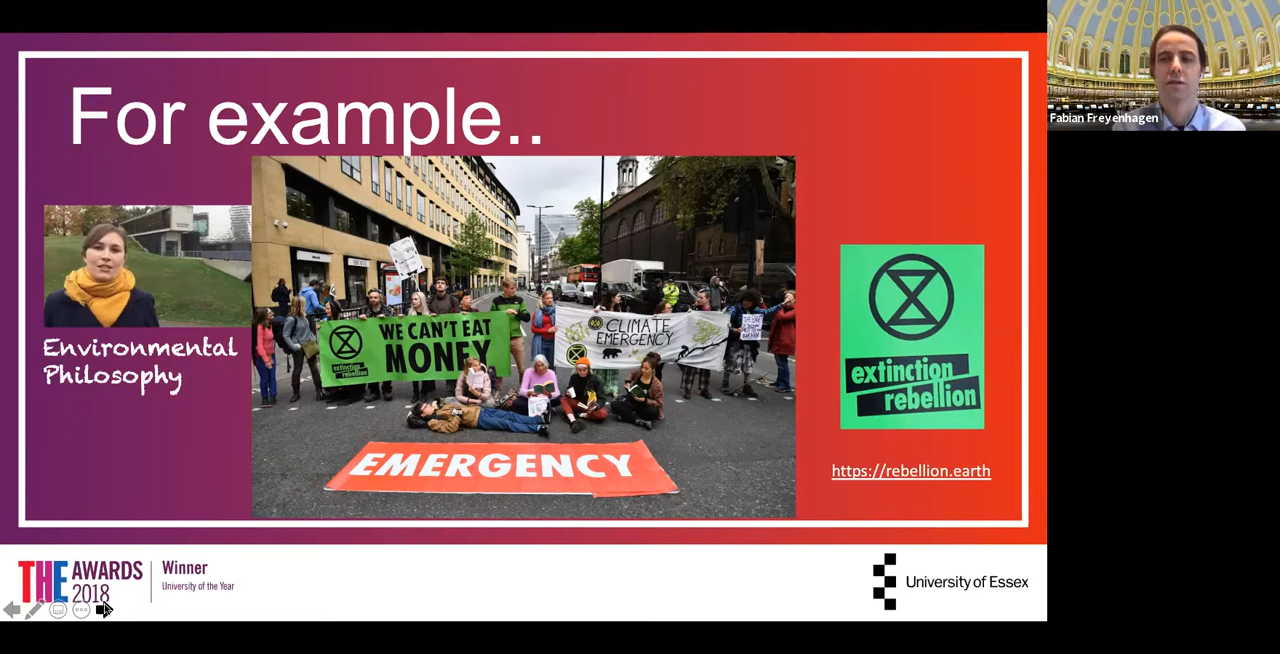 For example..
Fabian Freyenhagen
Environmental
Philosophy
WE CAN'T EAT
MONEY
extinction
rebellion
CLIMATE
EMERGENCY
EMERGENCY
extinction
rebellion
https://rebellion.earth
THE AWARDS
2018
Winner
University of the Year
University of Essex